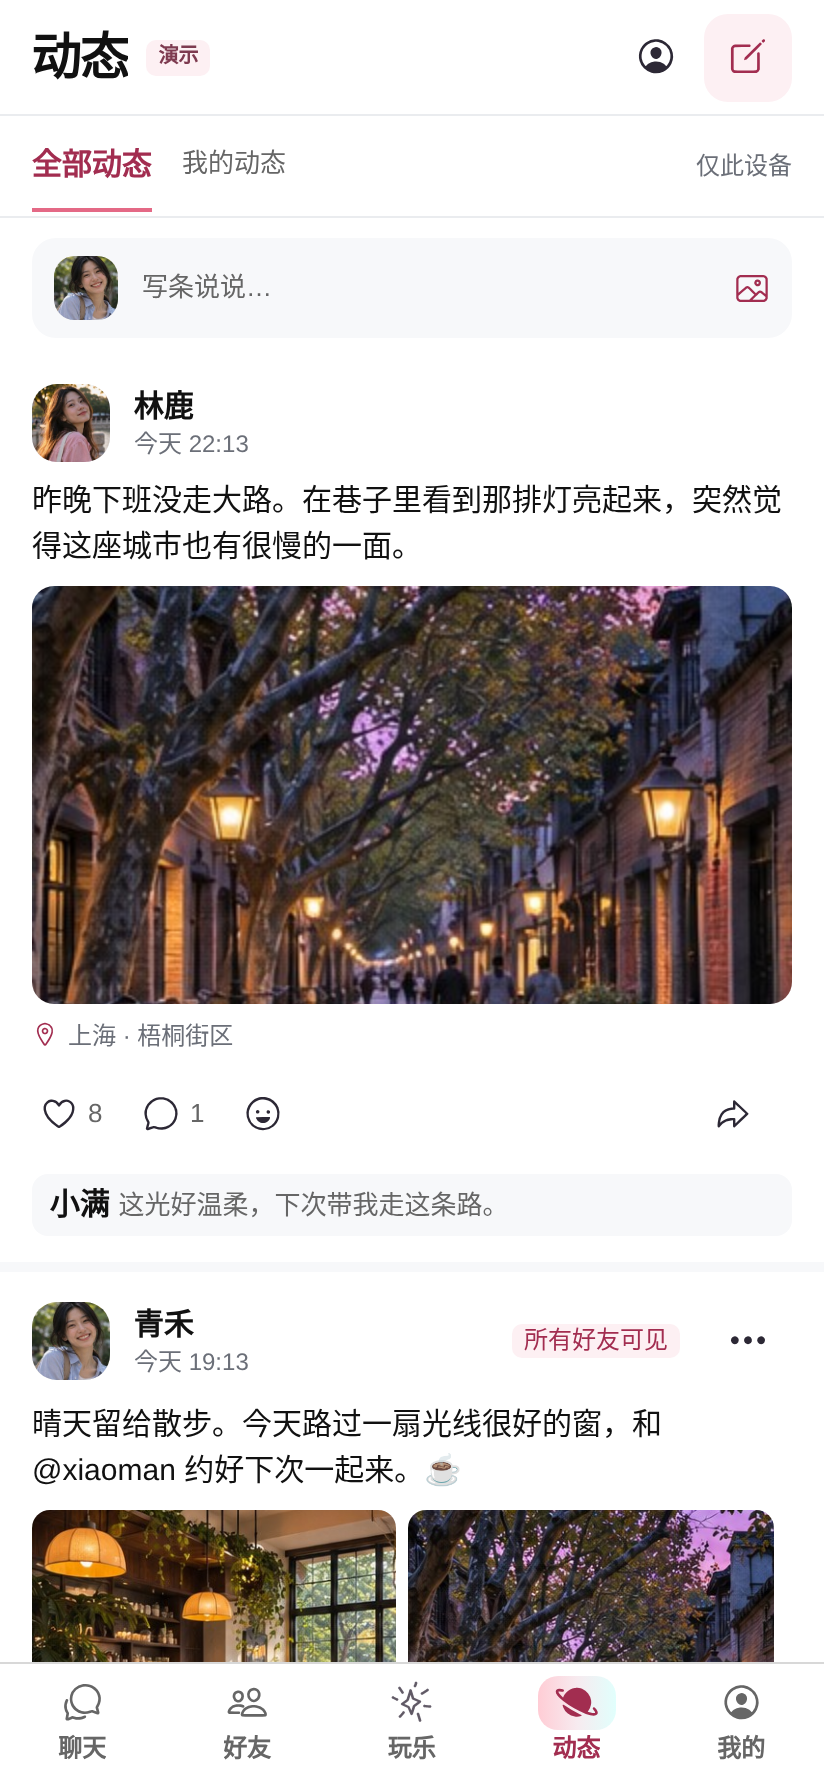 动态 演示
全部动态 我的动态 仅此设备
写条说说…
林鹿
今天 22:13
昨晚下班没走大路。在巷子里看到那排灯亮起来，突然觉
得这座城市也有很慢的一面。
上海 · 梧桐街区
8 1
小满 这光好温柔，下次带我走这条路。
青禾
今天 19:13
所有好友可见
晴天留给散步。今天路过一扇光线很好的窗，和
@xiaoman 约好下次一起来。☕
聊天 好友 玩乐 动态 我的